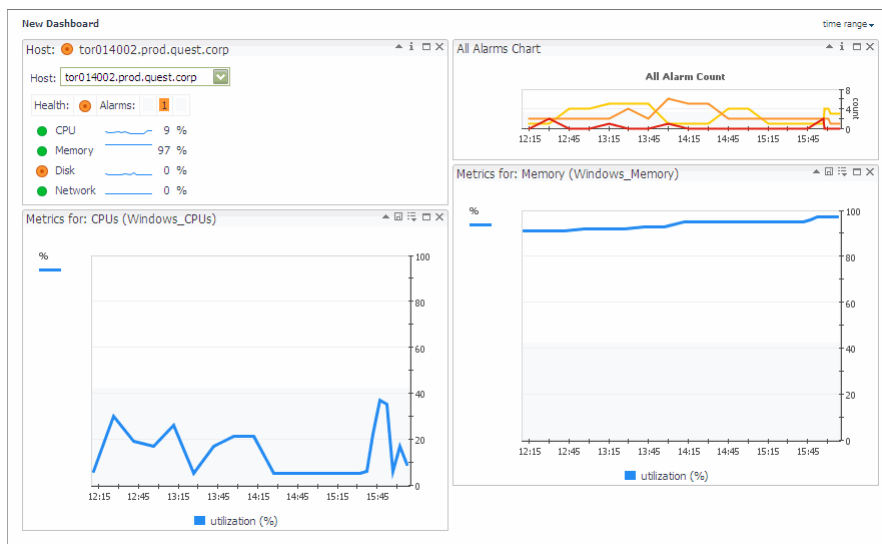 New Dashboard
time range
Host: tor014002.prod.quest.corp
Host: tor014002.prod.quest.corp
Health: Alarms: 1
CPU 9 %
Memory 97 %
Disk 0 %
Network 0 %
All Alarms Chart
All Alarm Count
8
4
0
count
12:15 12:45 13:15 13:45 14:15 14:45 15:15 15:45
Metrics for: CPUs (Windows_CPUs)
%
100
80
60
40
20
0
12:15 12:45 13:15 13:45 14:15 14:45 15:15 15:45
utilization (%)
Metrics for: Memory (Windows_Memory)
%
100
80
60
40
20
0
12:15 12:45 13:15 13:45 14:15 14:45 15:15 15:45
utilization (%)